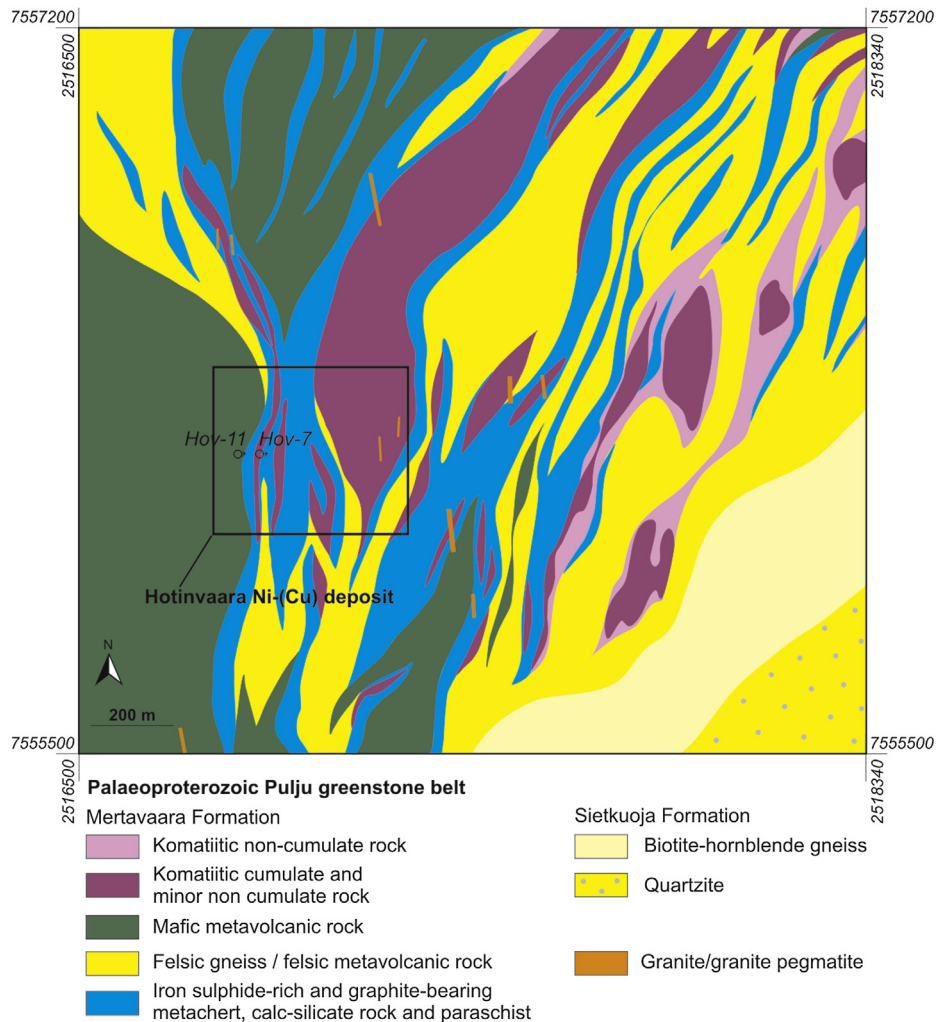 7557200
7557200
2516500
2518340
Hov-11
Hov-7
Hotinvaara Ni-(Cu) deposit
N
200 m
7555500
7555500
2516500
2518340
Palaeoproterozoic Pulju greenstone belt
Mertavaara Formation
Komatiitic non-cumulate rock
Komatiitic cumulate and
minor non cumulate rock
Mafic metavolcanic rock
Felsic gneiss / felsic metavolcanic rock
Iron sulphide-rich and graphite-bearing
metachert, calc-silicate rock and paraschist
Sietkuoja Formation
Biotite-hornblende gneiss
Quartzite
Granite/granite pegmatite